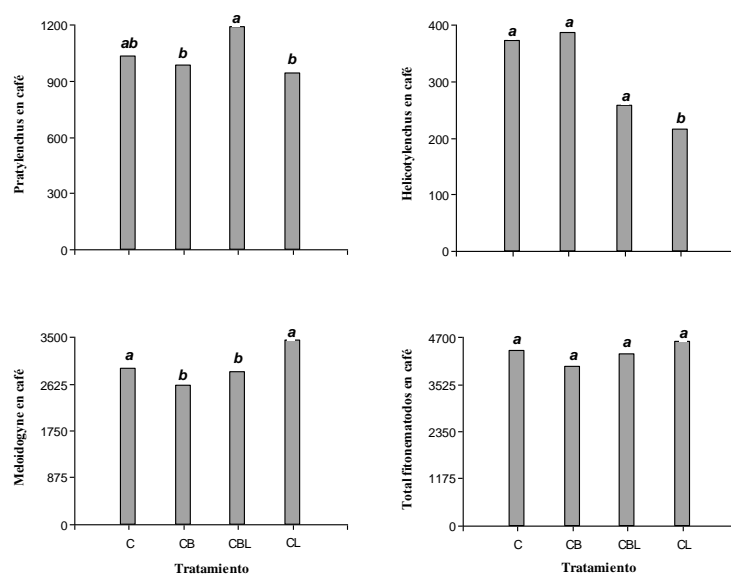 Pratylenchus en café
1200
900
600
300
0
ab
b
a
b
Helicotylenchus en café
400
300
200
100
0
a
a
a
b
Meloidogyne en café
3500
2625
1750
875
0
a
b
b
a
C
CB
CBL
CL
Tratamiento
Total fitonematodos en café
4700
3525
2350
1175
0
a
a
a
a
C
CB
CBL
CL
Tratamiento